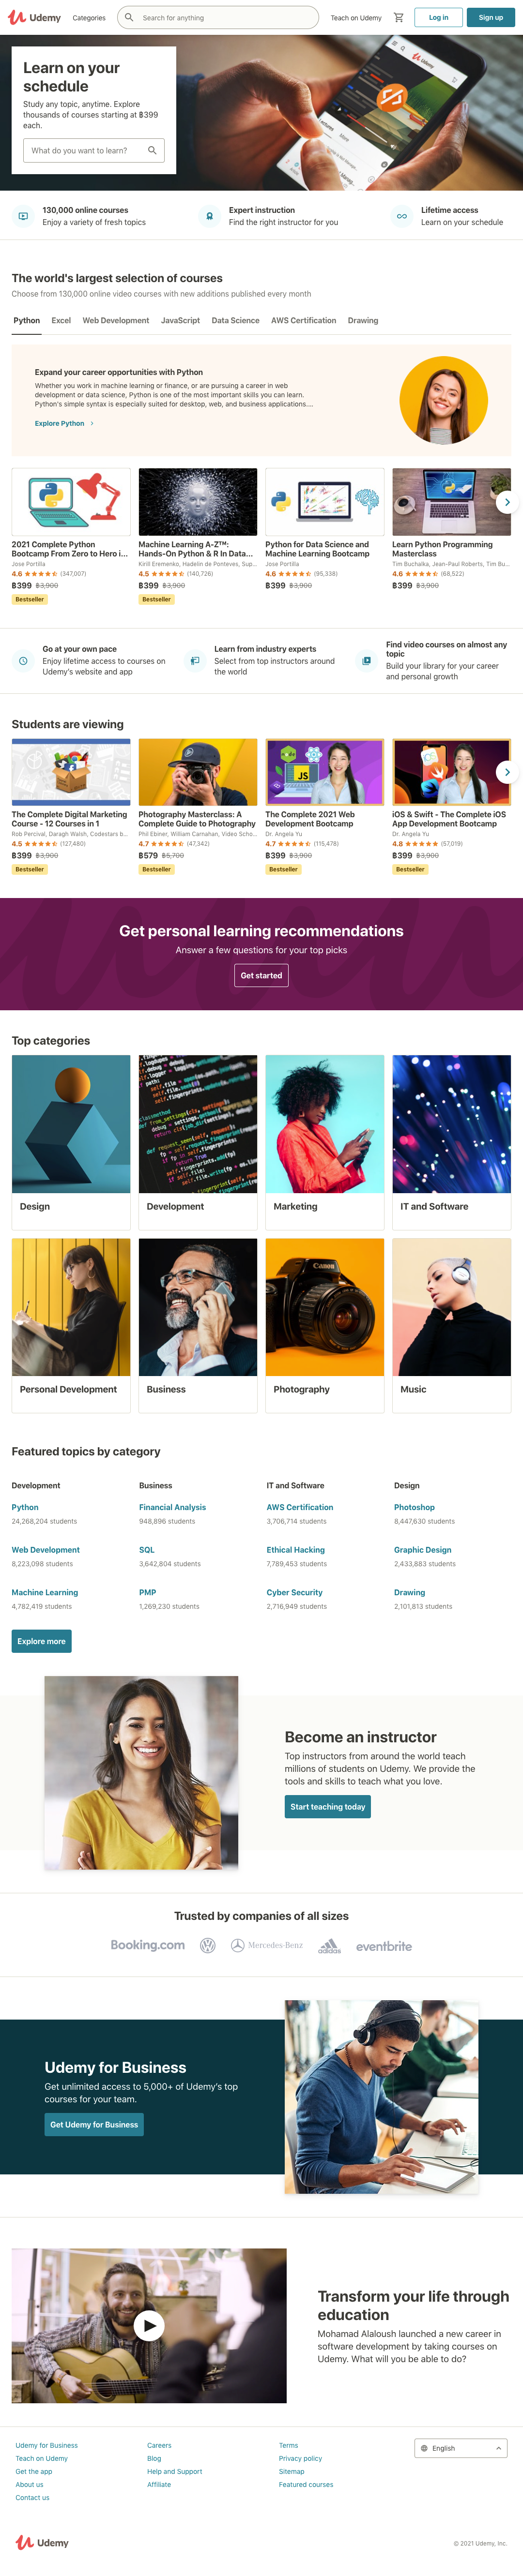 Udemy
Categories
Search for anything
Teach on Udemy
Log in
Sign up
Learn on your
schedule
Study any topic, anytime. Explore
thousands of courses starting at ฿399
each.
What do you want to learn?
130,000 online courses
Enjoy a variety of fresh topics
Expert instruction
Find the right instructor for you
Lifetime access
Learn on your schedule
The world's largest selection of courses
Choose from 130,000 online video courses with new additions published every month
Python
Excel
Web Development
JavaScript
Data Science
AWS Certification
Drawing
Expand your career opportunities with Python
Whether you work in machine learning or finance, or are pursuing a career in web
development or data science, Python is one of the most important skills you can learn.
Python's simple syntax is especially suited for desktop, web, and business applications....
Explore Python
2021 Complete Python
Bootcamp From Zero to Hero i...
Jose Portilla
4.6 (347,007)
฿399 ฿3,900
Bestseller
Machine Learning A-Z™:
Hands-On Python & R In Data...
Kirill Eremenko, Hadelin de Ponteves, Sup...
4.5 (140,726)
฿399 ฿3,900
Bestseller
Python for Data Science and
Machine Learning Bootcamp
Jose Portilla
4.6 (95,338)
฿399 ฿3,900
Learn Python Programming
Masterclass
Tim Buchalka, Jean-Paul Roberts, Tim Bu...
4.6 (68,522)
฿399 ฿3,900
Go at your own pace
Enjoy lifetime access to courses on
Udemy's website and app
Learn from industry experts
Select from top instructors around
the world
Find video courses on almost any
topic
Build your library for your career
and personal growth
Students are viewing
The Complete Digital Marketing
Course - 12 Courses in 1
Rob Percival, Daragh Walsh, Codestars b...
4.5 (127,480)
฿399 ฿3,900
Bestseller
Photography Masterclass: A
Complete Guide to Photography
Phil Ebiner, William Carnahan, Video Scho...
4.7 (47,342)
฿579 ฿5,700
Bestseller
JS
The Complete 2021 Web
Development Bootcamp
Dr. Angela Yu
4.7 (115,478)
฿399 ฿3,900
Bestseller
iOS & Swift - The Complete iOS
App Development Bootcamp
Dr. Angela Yu
4.8 (57,019)
฿399 ฿3,900
Bestseller
Get personal learning recommendations
Answer a few questions for your top picks
Get started
Top categories
Design
Development
Marketing
IT and Software
Canon
Personal Development
Business
Photography
Music
Featured topics by category
Development
Python
24,268,204 students
Web Development
8,223,098 students
Machine Learning
4,782,419 students
Business
Financial Analysis
948,896 students
SQL
3,642,804 students
PMP
1,269,230 students
IT and Software
AWS Certification
3,706,714 students
Ethical Hacking
7,789,453 students
Cyber Security
2,716,949 students
Design
Photoshop
8,447,630 students
Graphic Design
2,433,883 students
Drawing
2,101,813 students
Explore more
Become an instructor
Top instructors from around the world teach
millions of students on Udemy. We provide the
tools and skills to teach what you love.
Start teaching today
Trusted by companies of all sizes
Booking.com
Mercedes-Benz
adidas
eventbrite
Udemy for Business
Get unlimited access to 5,000+ of Udemy's top
courses for your team.
Get Udemy for Business
Transform your life through
education
Mohamad Alaloush launched a new career in
software development by taking courses on
Udemy. What will you be able to do?
Udemy for Business
Teach on Udemy
Get the app
About us
Contact us
Careers
Blog
Help and Support
Affiliate
Terms
Privacy policy
Sitemap
Featured courses
English
Udemy
© 2021 Udemy, Inc.